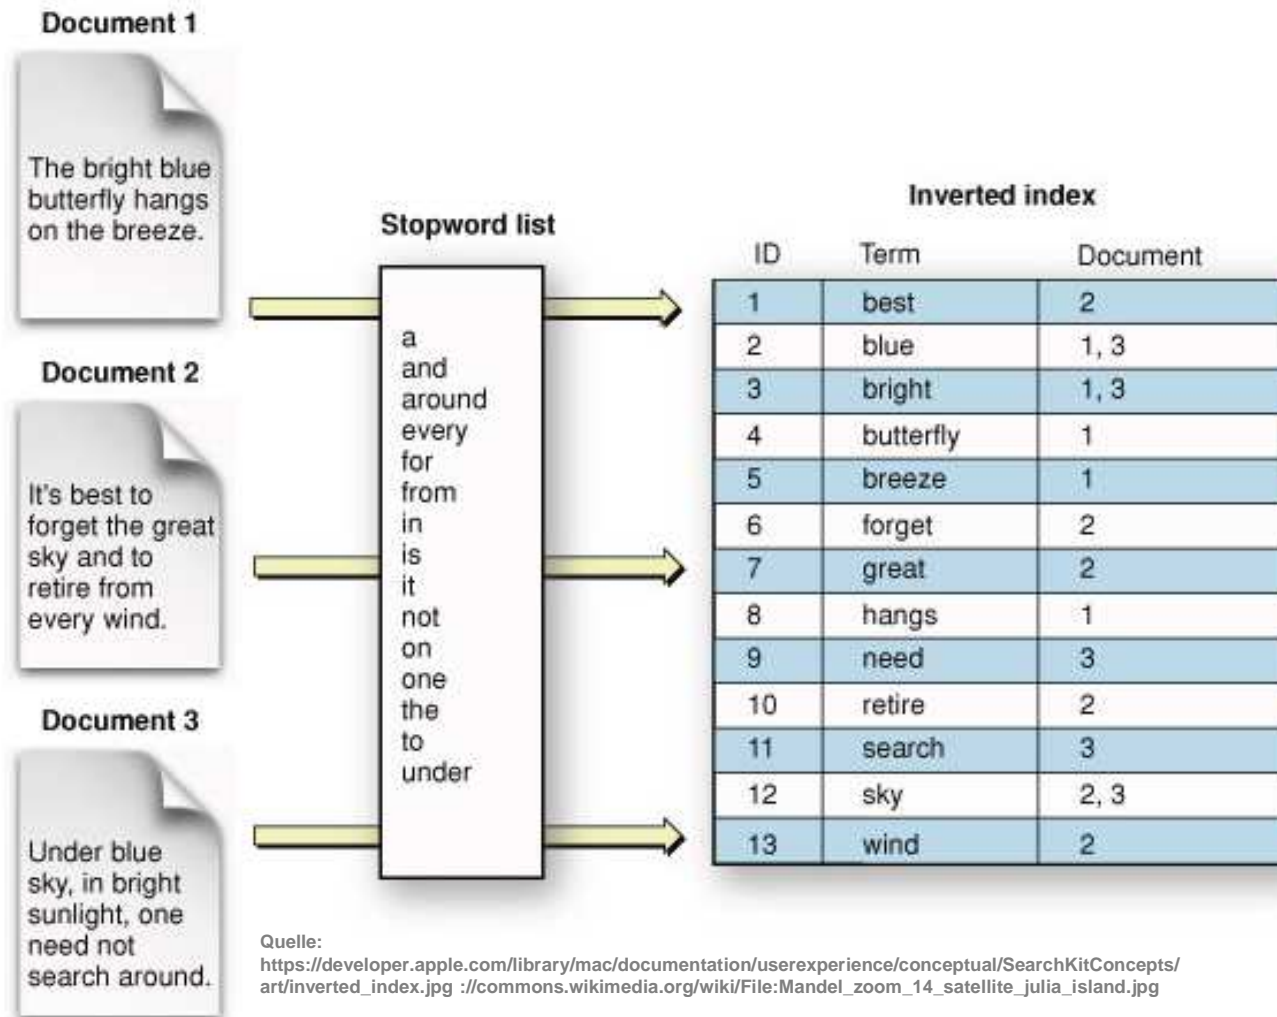 Document 1
The bright blue
butterfly hangs
on the breeze.
Document 2
It's best to
forget the great
sky and to
retire from
every wind.
Document 3
Under blue
sky, in bright
sunlight, one
need not
search around.
Stopword list
a
and
around
every
for
from
in
is
it
not
on
one
the
to
under
Inverted index
ID Term Document
1 best 2
2 blue 1, 3
3 bright 1, 3
4 butterfly 1
5 breeze 1
6 forget 2
7 great 2
8 hangs 1
9 need 3
10 retire 2
11 search 3
12 sky 2, 3
13 wind 2
Quelle:
https://developer.apple.com/library/mac/documentation/userexperience/conceptual/SearchKitConcepts/
art/inverted_index.jpg ://commons.wikimedia.org/wiki/File:Mandel_zoom_14_satellite_julia_island.jpg